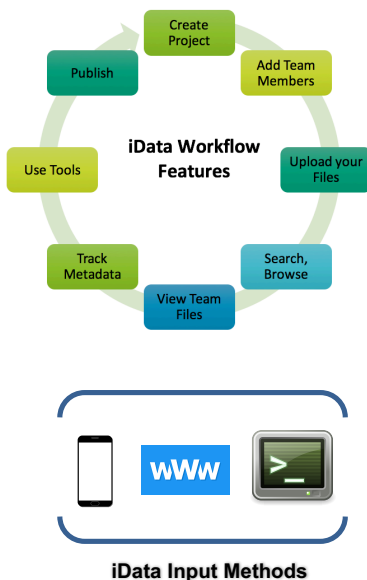 Create
Project
Add Team
Members
Upload your
Files
Search,
Browse
View Team
Files
Track
Metadata
Use Tools
Publish
iData Workflow
Features
wWw
>_
iData Input Methods